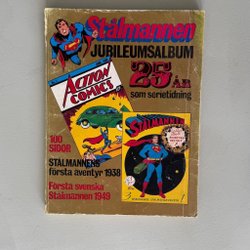 Stålmannen
JUBILEUMSALBUM
25 ÅR
som serietidning
ACTION
COMICS
100
SIDOR
STÅLMANNENS
första äventyr 1938
Första svenska
Stålmannen 1949
STÅLMANNEN